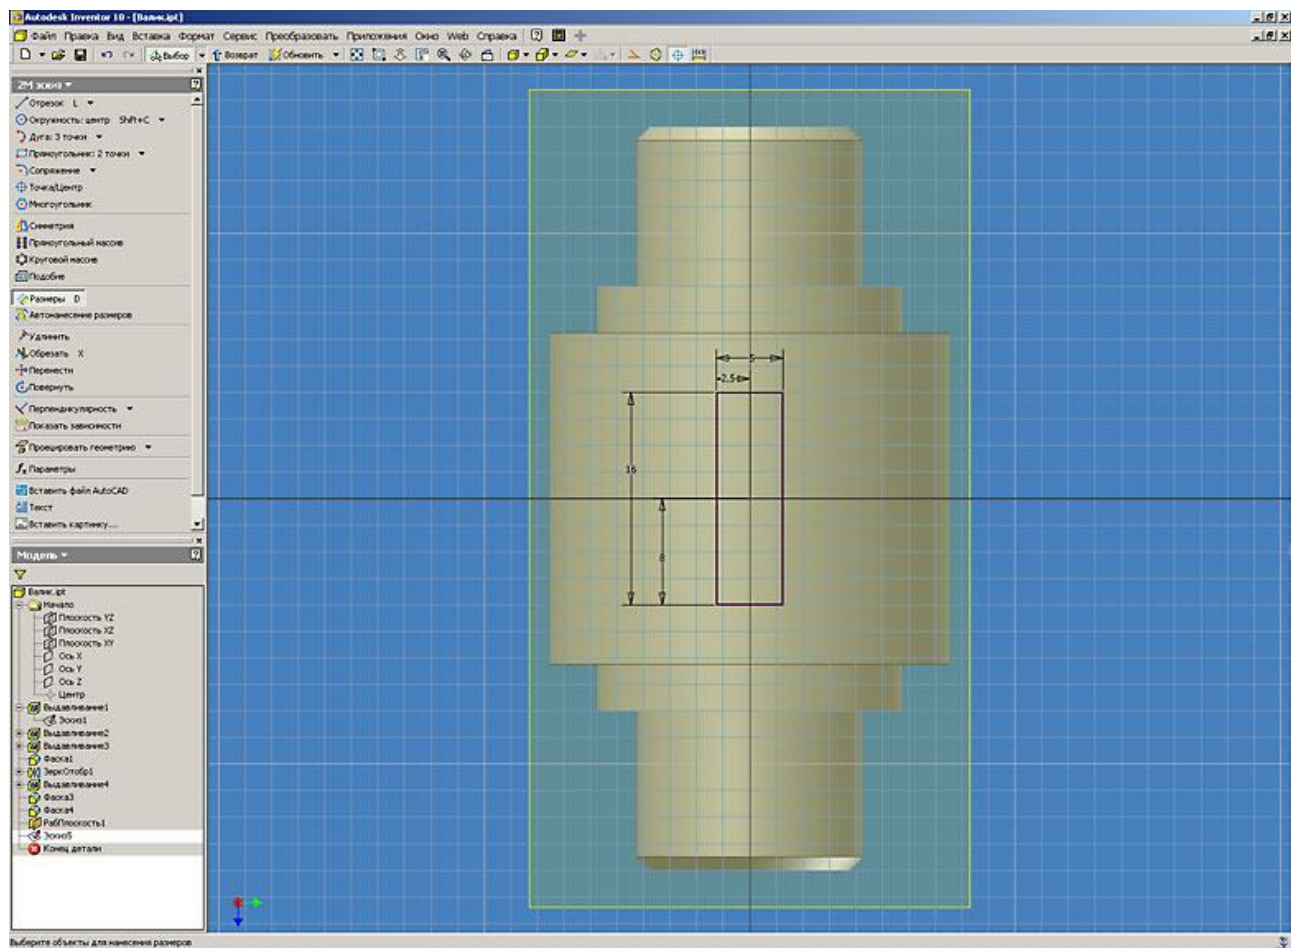 Autodesk Inventor 10 - [Валик.ipt]
Файл Правка Вид Вставка Формат Сервис Преобразовать Приложения Окно Web Справка
Выбор Возврат Обновить
2М эскиз
Отрезок L
Окружность: центр Shift+C
Дуга: 3 точки
Прямоугольник: 2 точки
Сопряжение
Точка/Центр
Многоугольник
Симметрия
Прямоугольный массив
Круговой массив
Подобие
Размеры D
Автонанесение размеров
Удлинить
Обрезать X
Перенести
Повернуть
Перпендикулярность
Показать зависимости
Проецировать геометрию
Параметры
Вставить файл AutoCAD
Текст
Вставить картинку...
Модель
Валик.ipt
Начало
Плоскость YZ
Плоскость XZ
Плоскость XY
Ось X
Ось Y
Ось Z
Центр
Выдавливание1
Эскиз1
Выдавливание2
Выдавливание3
Фаска1
ЗеркОтобр1
Выдавливание4
Фаска3
Фаска4
РабПлоскость1
Эскиз5
Конец детали
5
2,5
16
8
Выберите объекты для нанесения размеров